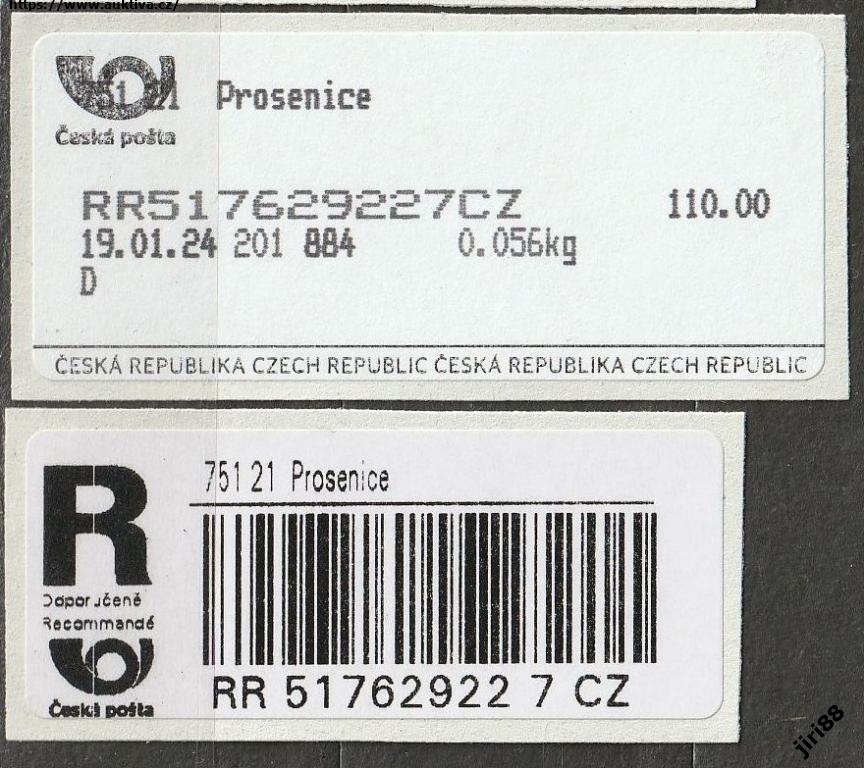 https://www.auktiva.cz/
751 21 Prosenice
Česká pošta
RR517629227CZ 110.00
19.01.24 201 884 0.056kg
D
ČESKÁ REPUBLIKA CZECH REPUBLIC ČESKÁ REPUBLIKA CZECH REPUBLIC
R
751 21 Prosenice
Doporučeně
Recommandé
Česká pošta
RR 51762922 7 CZ
jiri88